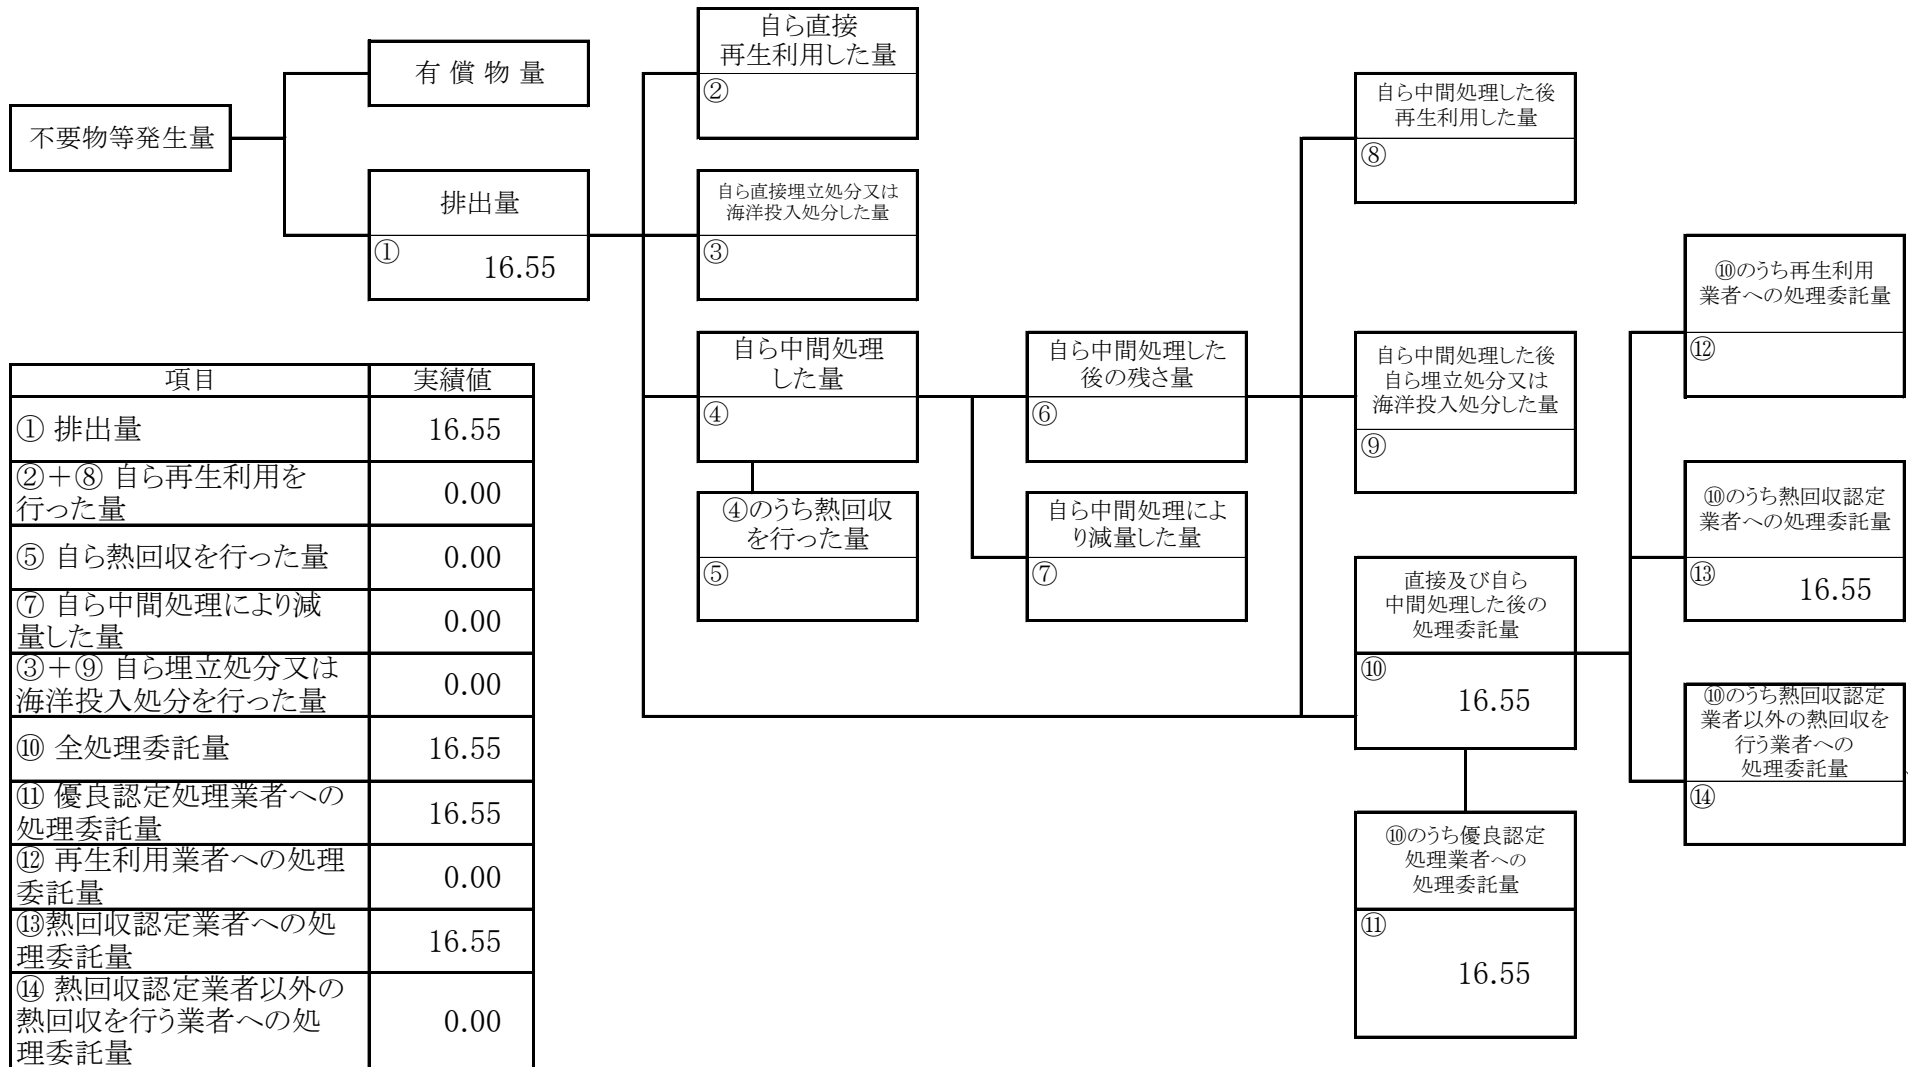 不要物等発生量
有 償 物 量
排出量
①
16.55
自ら直接
再生利用した量
②
自ら直接埋立処分又は
海洋投入処分した量
③
自ら中間処理
した量
④
④のうち熱回収
を行った量
⑤
自ら中間処理した
後の残さ量
⑥
自ら中間処理によ
り減量した量
⑦
自ら中間処理した後
再生利用した量
⑧
自ら中間処理した後
自ら埋立処分又は
海洋投入処分した量
⑨
直接及び自ら
中間処理した後の
処理委託量
⑩
16.55
⑩のうち優良認定
処理業者への
処理委託量
⑪
16.55
⑩のうち再生利用
業者への処理委託量
⑫
⑩のうち熱回収認定
業者への処理委託量
⑬
16.55
⑩のうち熱回収認定
業者以外の熱回収を
行う業者への
処理委託量
⑭
項目 実績値
① 排出量 16.55
②＋⑧ 自ら再生利用を
行った量 0.00
⑤ 自ら熱回収を行った量 0.00
⑦ 自ら中間処理により減
量した量 0.00
③＋⑨ 自ら埋立処分又は
海洋投入処分を行った量 0.00
⑩ 全処理委託量 16.55
⑪ 優良認定処理業者への
処理委託量 16.55
⑫ 再生利用業者への処理
委託量 0.00
⑬熱回収認定業者への処
理委託量 16.55
⑭ 熱回収認定業者以外の
熱回収を行う業者への処
理委託量 0.00